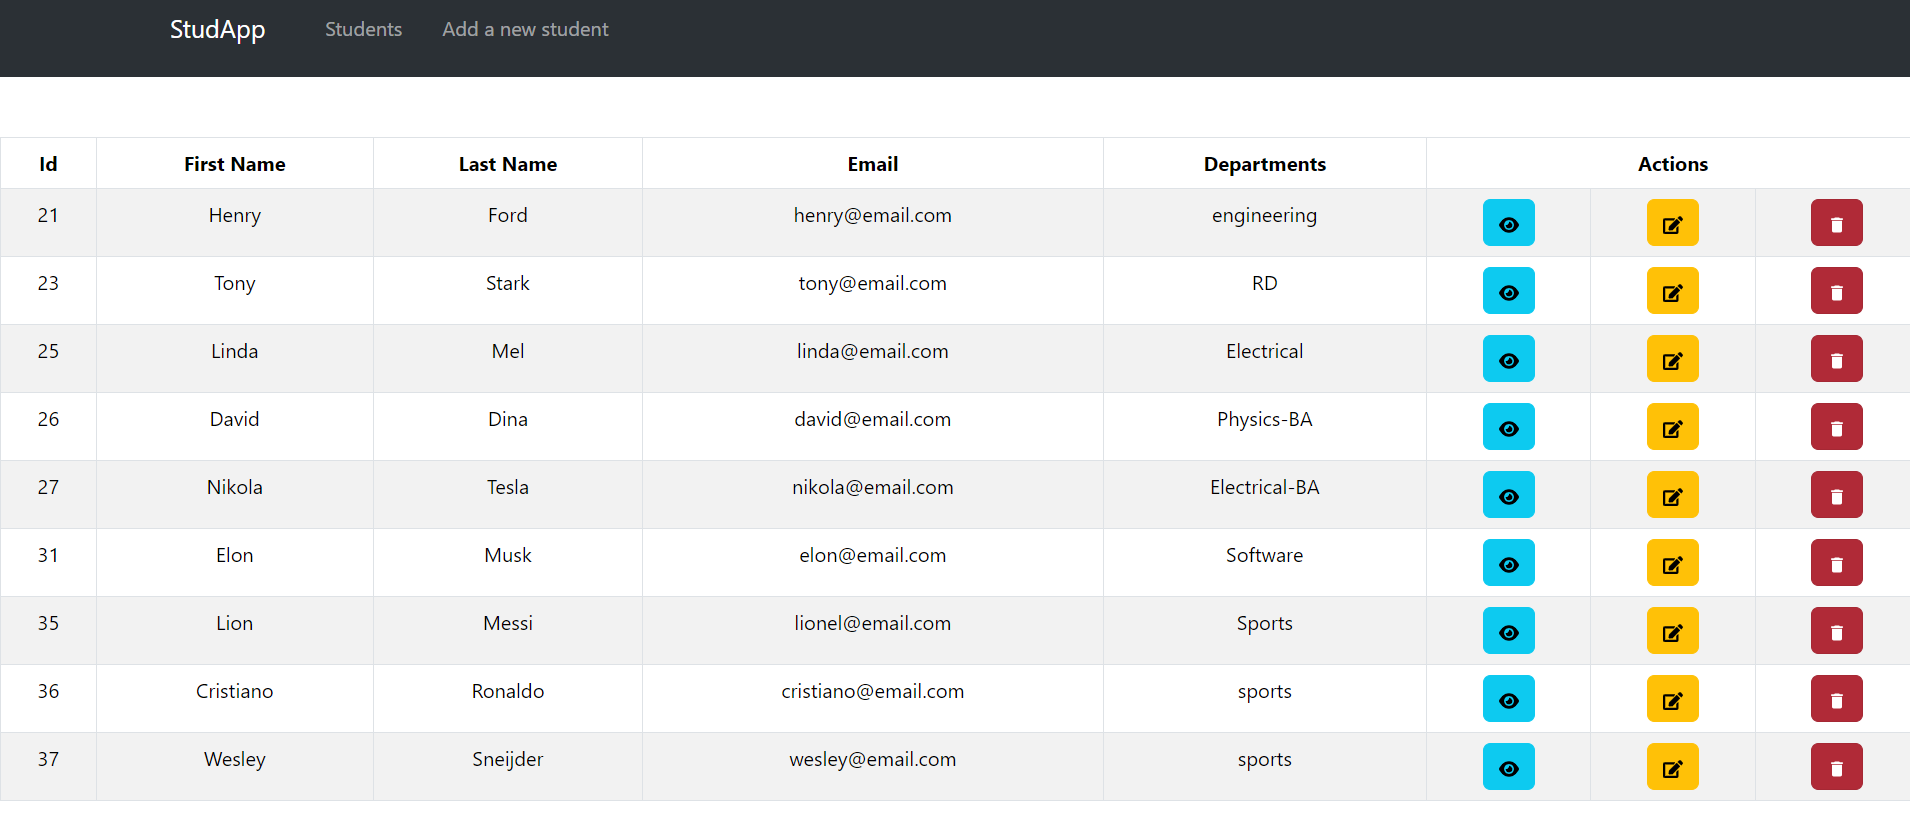 StudApp Students Add a new student
Id First Name Last Name Email Departments Actions
21 Henry Ford henry@email.com engineering
23 Tony Stark tony@email.com RD
25 Linda Mel linda@email.com Electrical
26 David Dina david@email.com Physics-BA
27 Nikola Tesla nikola@email.com Electrical-BA
31 Elon Musk elon@email.com Software
35 Lion Messi lionel@email.com Sports
36 Cristiano Ronaldo cristiano@email.com sports
37 Wesley Sneijder wesley@email.com sports